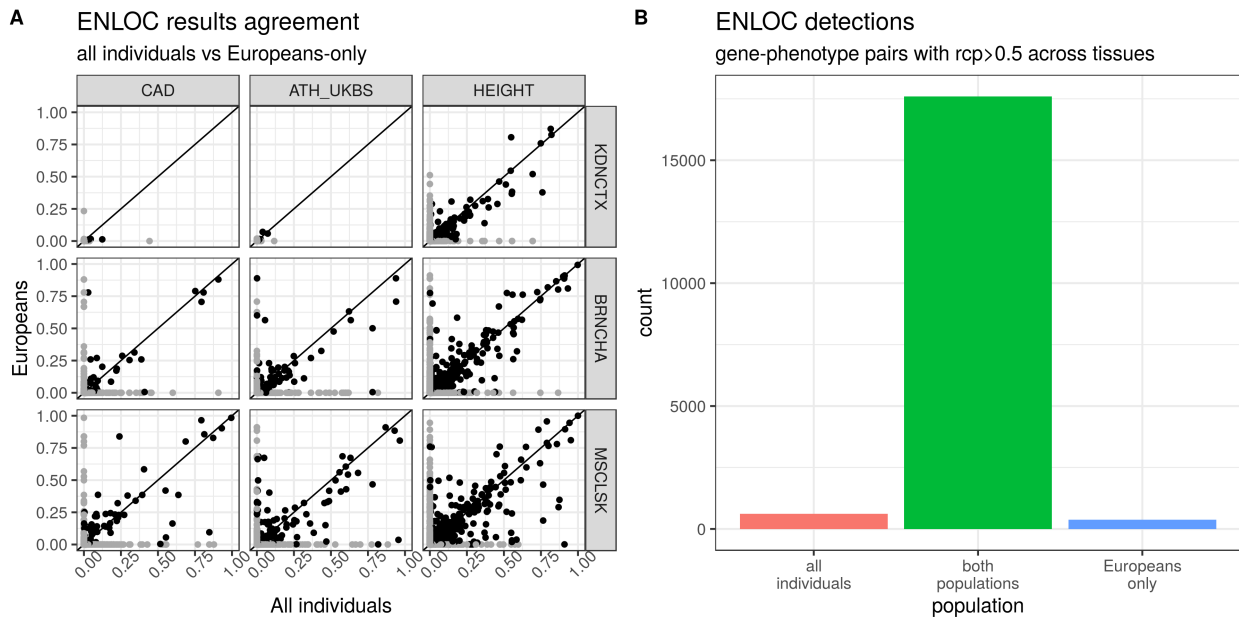 A
ENLOC results agreement
all individuals vs Europeans-only
CAD
ATH_UKBS
HEIGHT
1.00
0.75
0.50
0.25
0.00
KDNCTX
1.00
0.75
0.50
0.25
0.00
BRNCHA
1.00
0.75
0.50
0.25
0.00
MSCLSK
Europeans
0.00
0.25
0.50
0.75
1.00
0.00
0.25
0.50
0.75
1.00
0.00
0.25
0.50
0.75
1.00
All individuals
B
ENLOC detections
gene-phenotype pairs with rcp>0.5 across tissues
15000
10000
5000
0
count
all
individuals
both
populations
Europeans
only
population